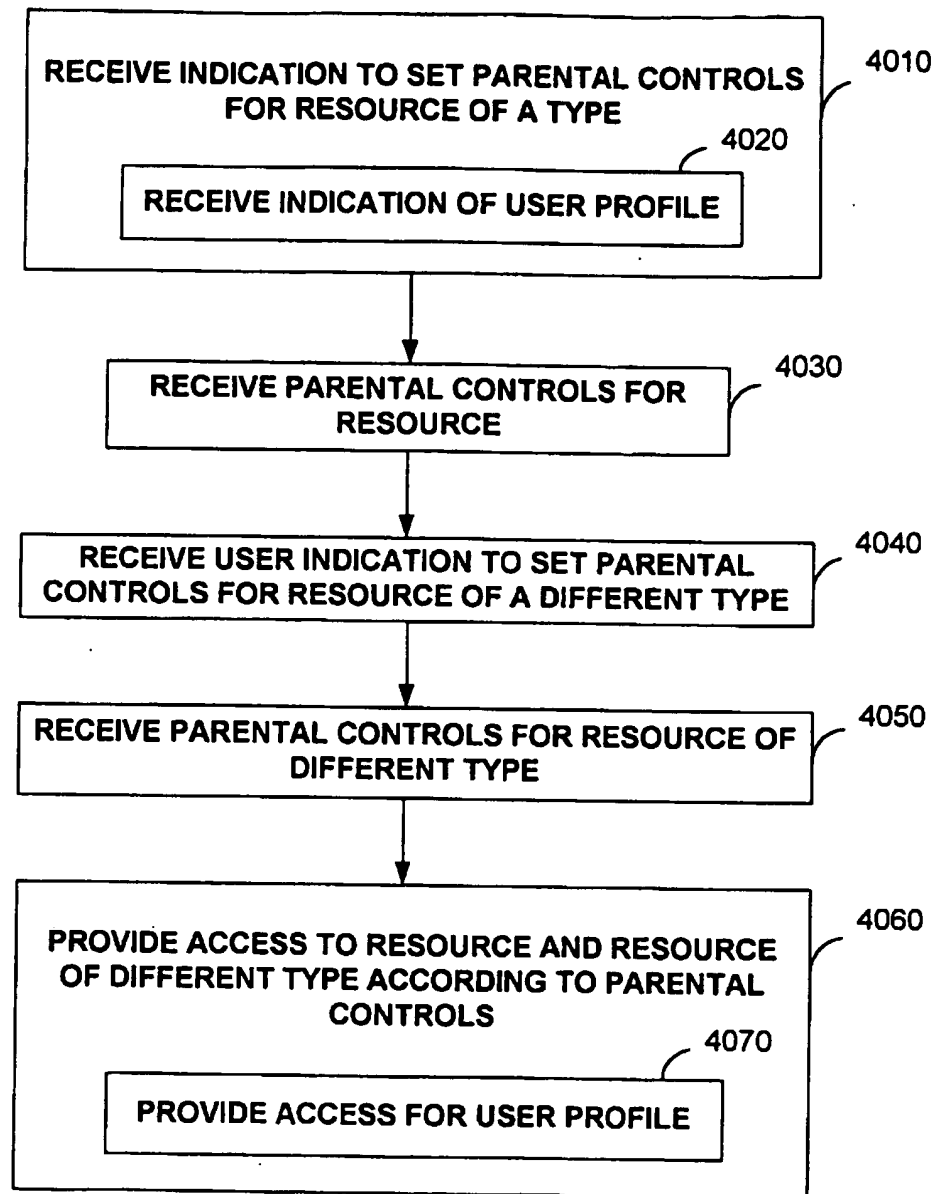 RECEIVE INDICATION TO SET PARENTAL CONTROLS
FOR RESOURCE OF A TYPE
4010
4020
RECEIVE INDICATION OF USER PROFILE
4030
RECEIVE PARENTAL CONTROLS FOR
RESOURCE
4040
RECEIVE USER INDICATION TO SET PARENTAL
CONTROLS FOR RESOURCE OF A DIFFERENT TYPE
4050
RECEIVE PARENTAL CONTROLS FOR RESOURCE OF
DIFFERENT TYPE
4060
PROVIDE ACCESS TO RESOURCE AND RESOURCE
OF DIFFERENT TYPE ACCORDING TO PARENTAL
CONTROLS
4070
PROVIDE ACCESS FOR USER PROFILE